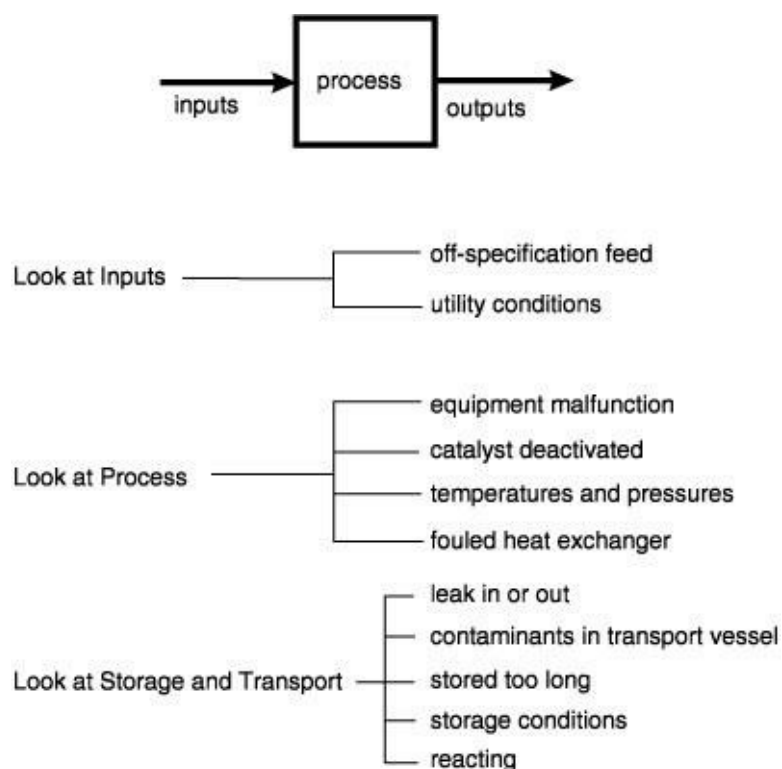 process
inputs
outputs
Look at Inputs
off-specification feed
utility conditions
Look at Process
equipment malfunction
catalyst deactivated
temperatures and pressures
fouled heat exchanger
Look at Storage and Transport
leak in or out
contaminants in transport vessel
stored too long
storage conditions
reacting